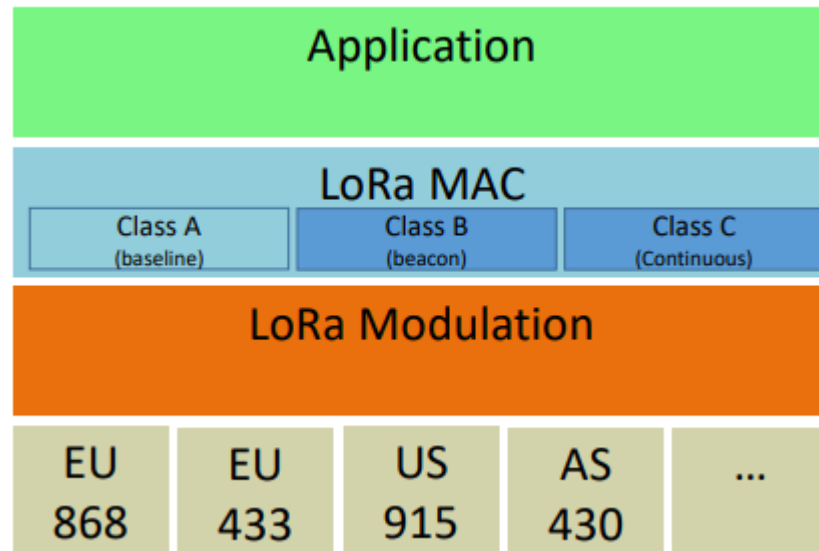 Application
LoRa MAC
Class A
(baseline)
Class B
(beacon)
Class C
(Continuous)
LoRa Modulation
EU
868
EU
433
US
915
AS
430
...